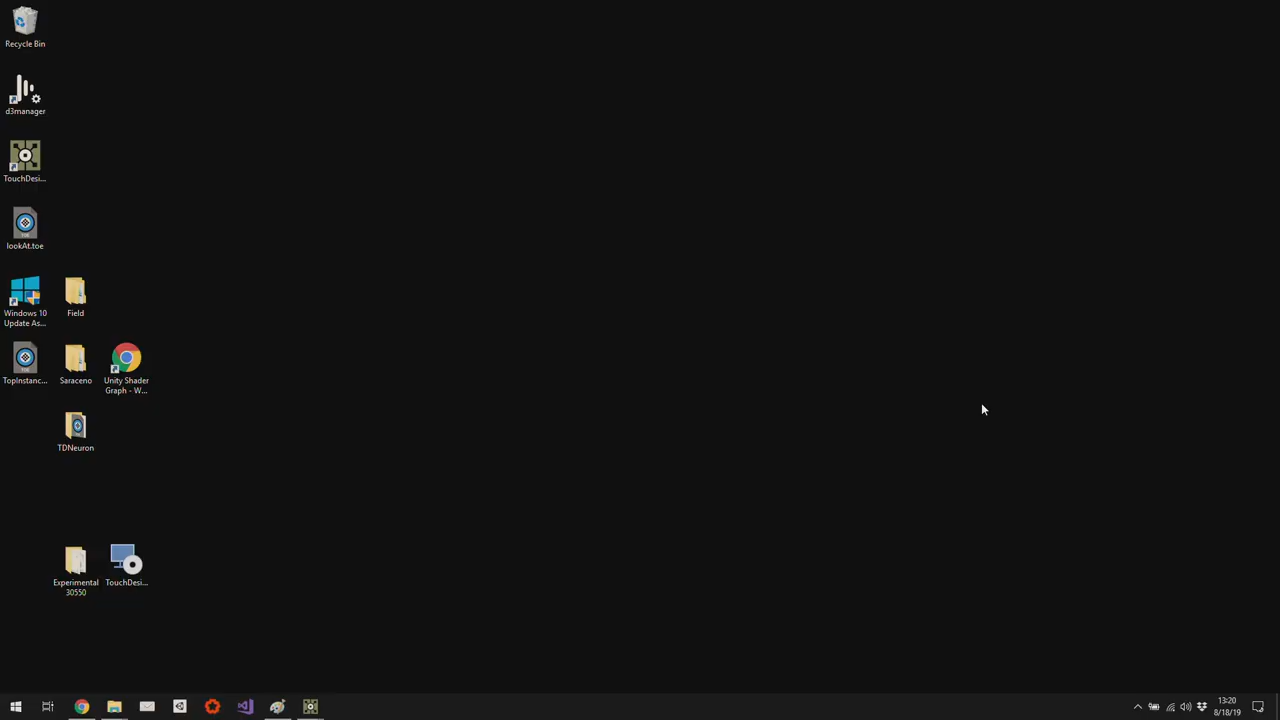 Recycle Bin
d3manager
TouchDesi...
lookAt.toe
Windows 10
Update As...
Field
TopInstanc...
Saraceno
Unity Shader
Graph - W...
TDNeuron
Experimental
30550
TouchDesi...
13:20
8/18/19